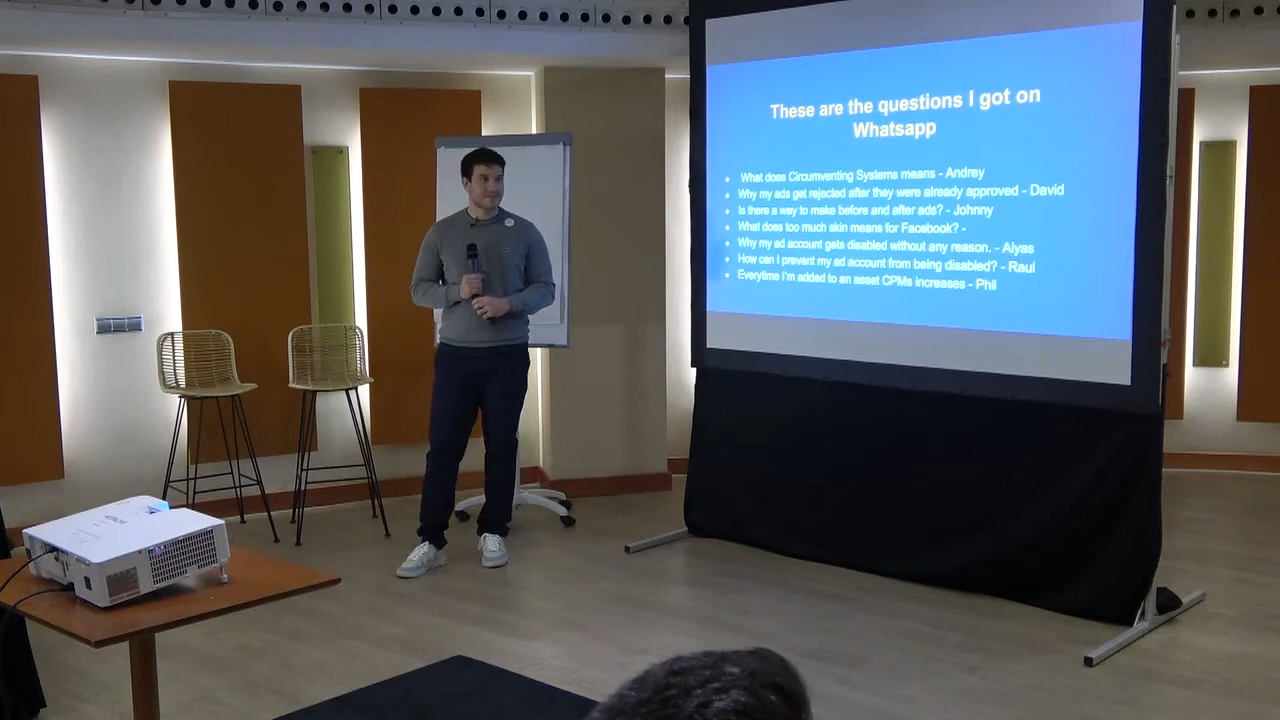 These are the questions I got on
Whatsapp
What does Circumventing Systems means - Andrey
Why my ads get rejected after they were already approved - David
Is there a way to make before and after ads? - Johnny
What does too much skin means for Facebook? -
Why my ad account gets disabled without any reason. - Alyas
How can I prevent my ad account from being disabled? - Raul
Everytime I'm added to an asset CPMs increases - Phil